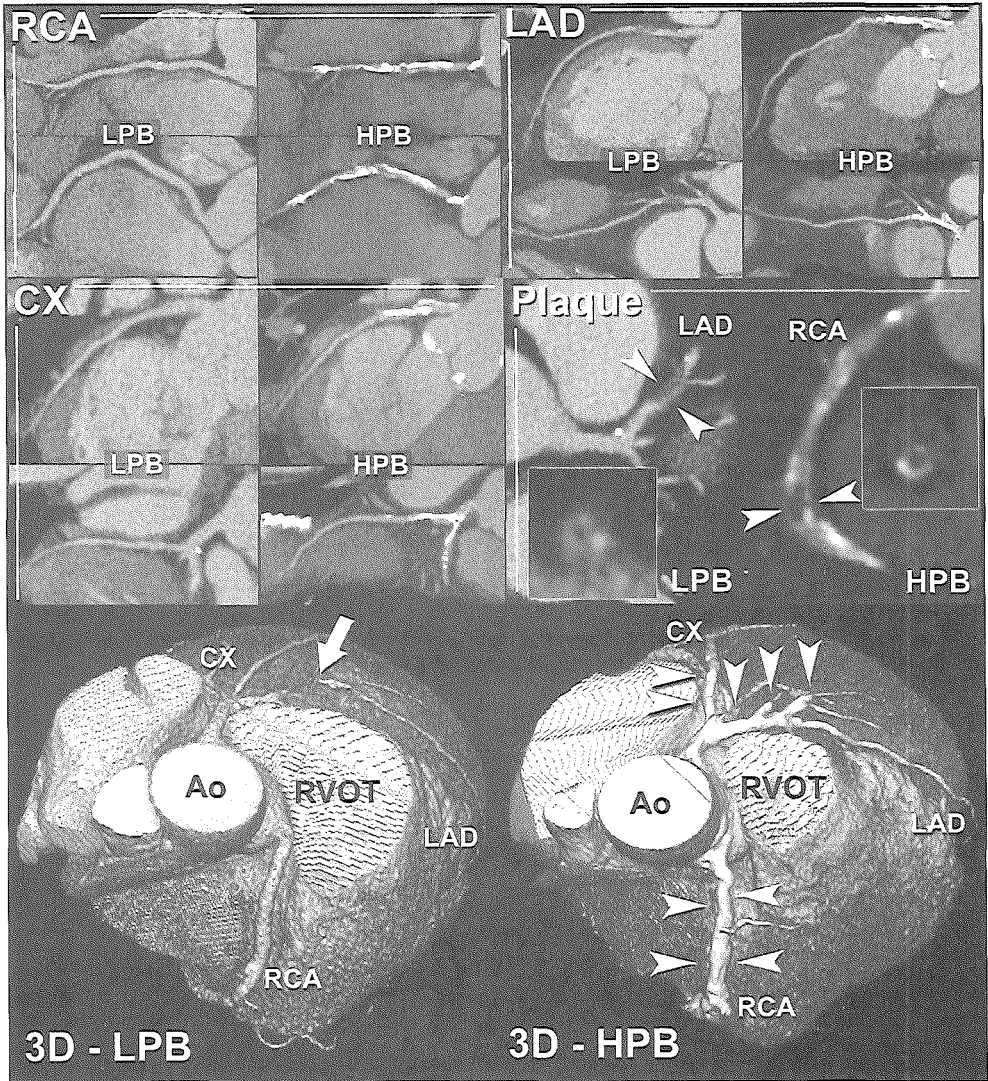 RCA
LPB
HPB
LAD
LPB
HPB
CX
LPB
HPB
Plaque
LAD
RCA
LPB
HPB
CX
Ao
RVOT
LAD
RCA
3D - LPB
CX
Ao
RVOT
LAD
RCA
3D - HPB